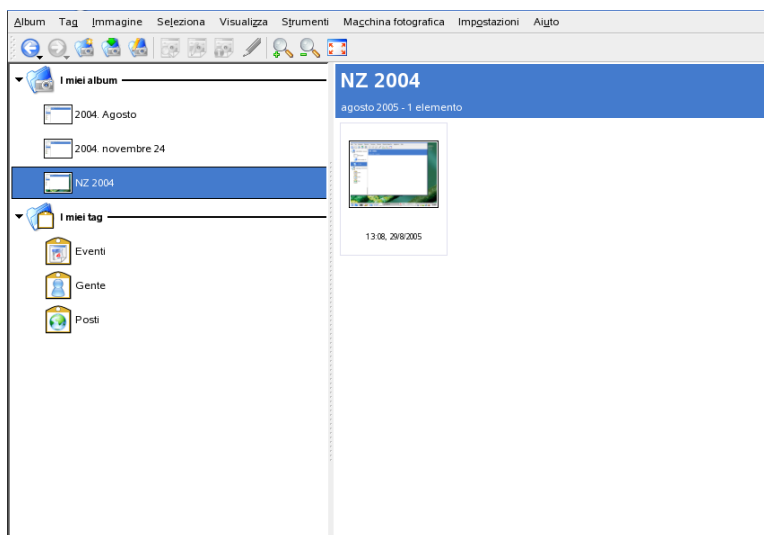 Album Tag Immagine Seleziona Visualizza Strumenti Macchina fotografica Impostazioni Aiuto
I miei album
2004. Agosto
2004. novembre 24
NZ 2004
I miei tag
Eventi
Gente
Posti
NZ 2004
agosto 2005 - 1 elemento
13:08, 29/8/2005